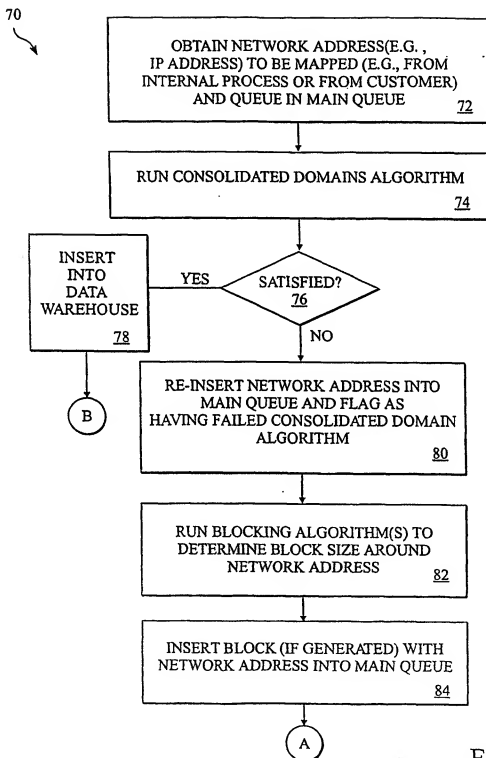 70
OBTAIN NETWORK ADDRESS(E.G. ,
IP ADDRESS) TO BE MAPPED (E.G., FROM
INTERNAL PROCESS OR FROM CUSTOMER)
AND QUEUE IN MAIN QUEUE
72
RUN CONSOLIDATED DOMAINS ALGORITHM
74
INSERT
INTO
DATA
WAREHOUSE
78
YES
SATISFIED?
76
NO
B
RE-INSERT NETWORK ADDRESS INTO
MAIN QUEUE AND FLAG AS
HAVING FAILED CONSOLIDATED DOMAIN
ALGORITHM
80
RUN BLOCKING ALGORITHM(S) TO
DETERMINE BLOCK SIZE AROUND
NETWORK ADDRESS
82
INSERT BLOCK (IF GENERATED) WITH
NETWORK ADDRESS INTO MAIN QUEUE
84
A
F